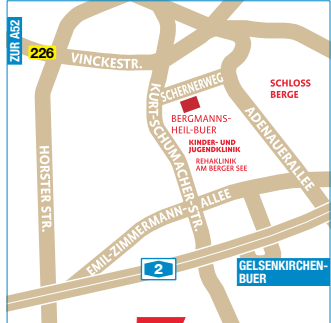 ZUR A52
226
VINCKESTR.
SCHERNERWEG
SCHLOSS
BERGE
KURT-SCHUMACHER-STR.
BERGMANNS-
HEIL-BUER
KINDER- UND
JUGENDKLINIK
REHAKLINIK
AM BERGER SEE
ADENAUERALLEE
HORSTER STR.
EMIL-ZIMMERMANN-ALLEE
2
GELSENKIRCHEN-
BUER